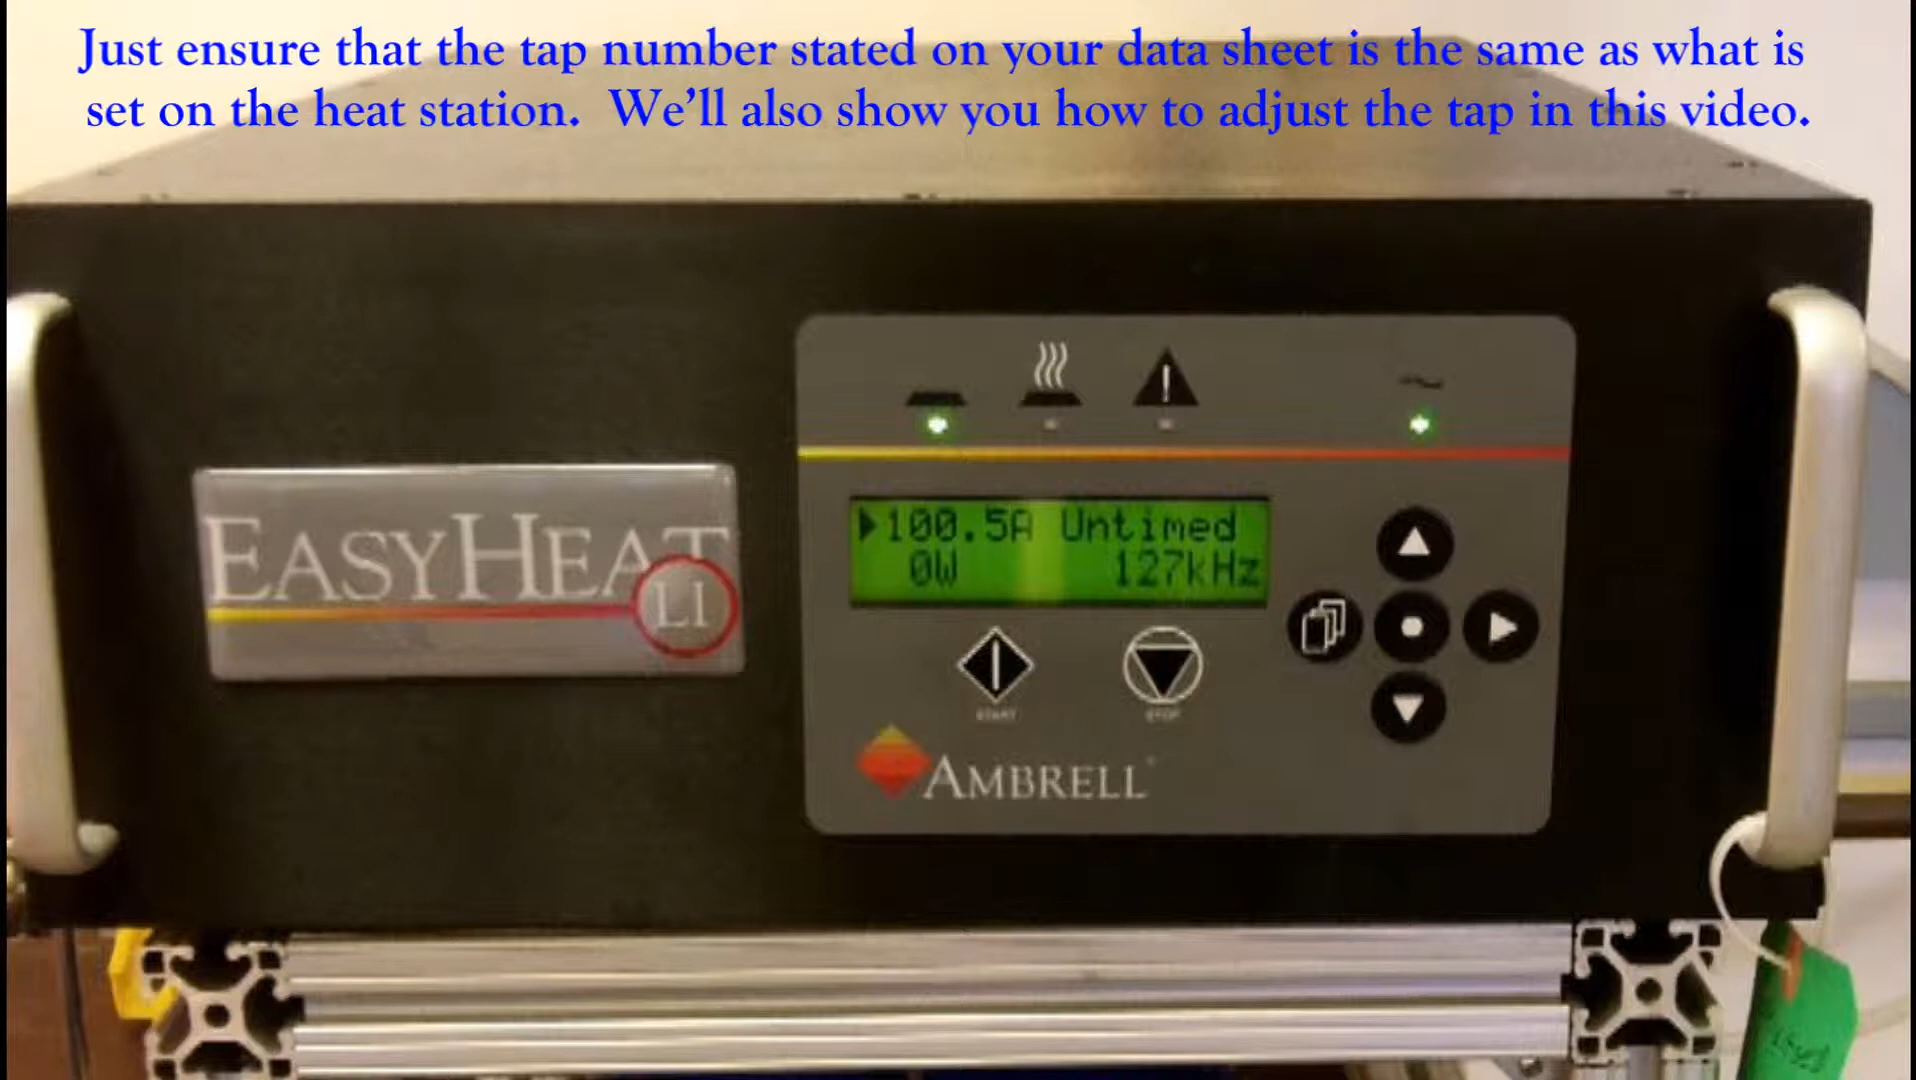 Just ensure that the tap number stated on your data sheet is the same as what is
set on the heat station.  We'll also show you how to adjust the tap in this video.
EASYHEAT
LI
100.5A Untimed
0W 127kHz
START STOP
AMBRELL